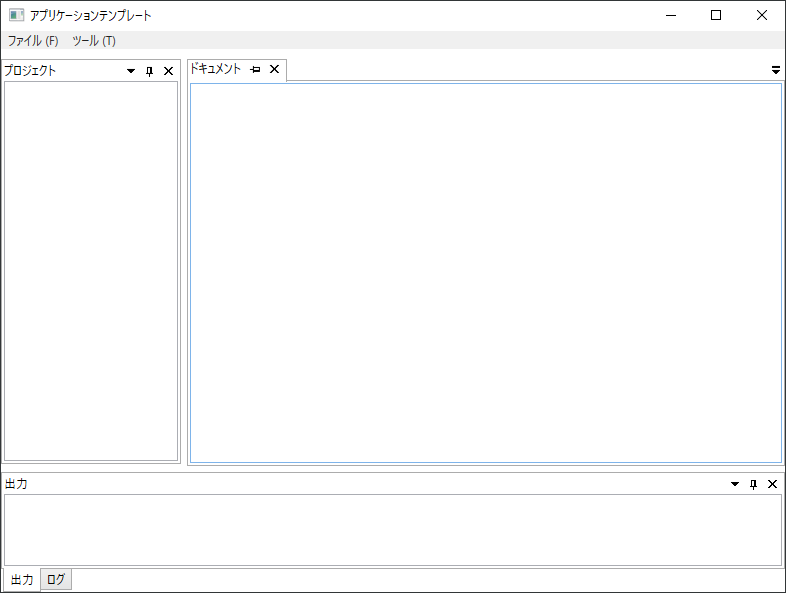 アプリケーションテンプレート
ファイル (F) ツール (T)
プロジェクト
ドキュメント
出力
出力 ログ